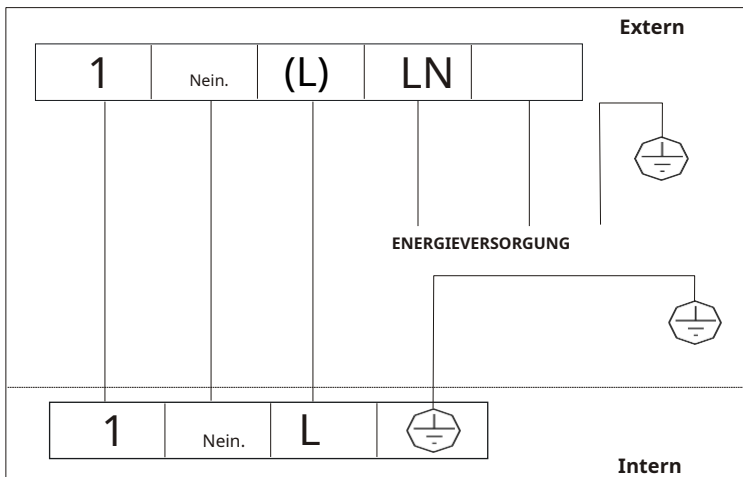 Extern
1 Nein. (L) LN
ENERGIEVERSORGUNG
1 Nein. L
Intern